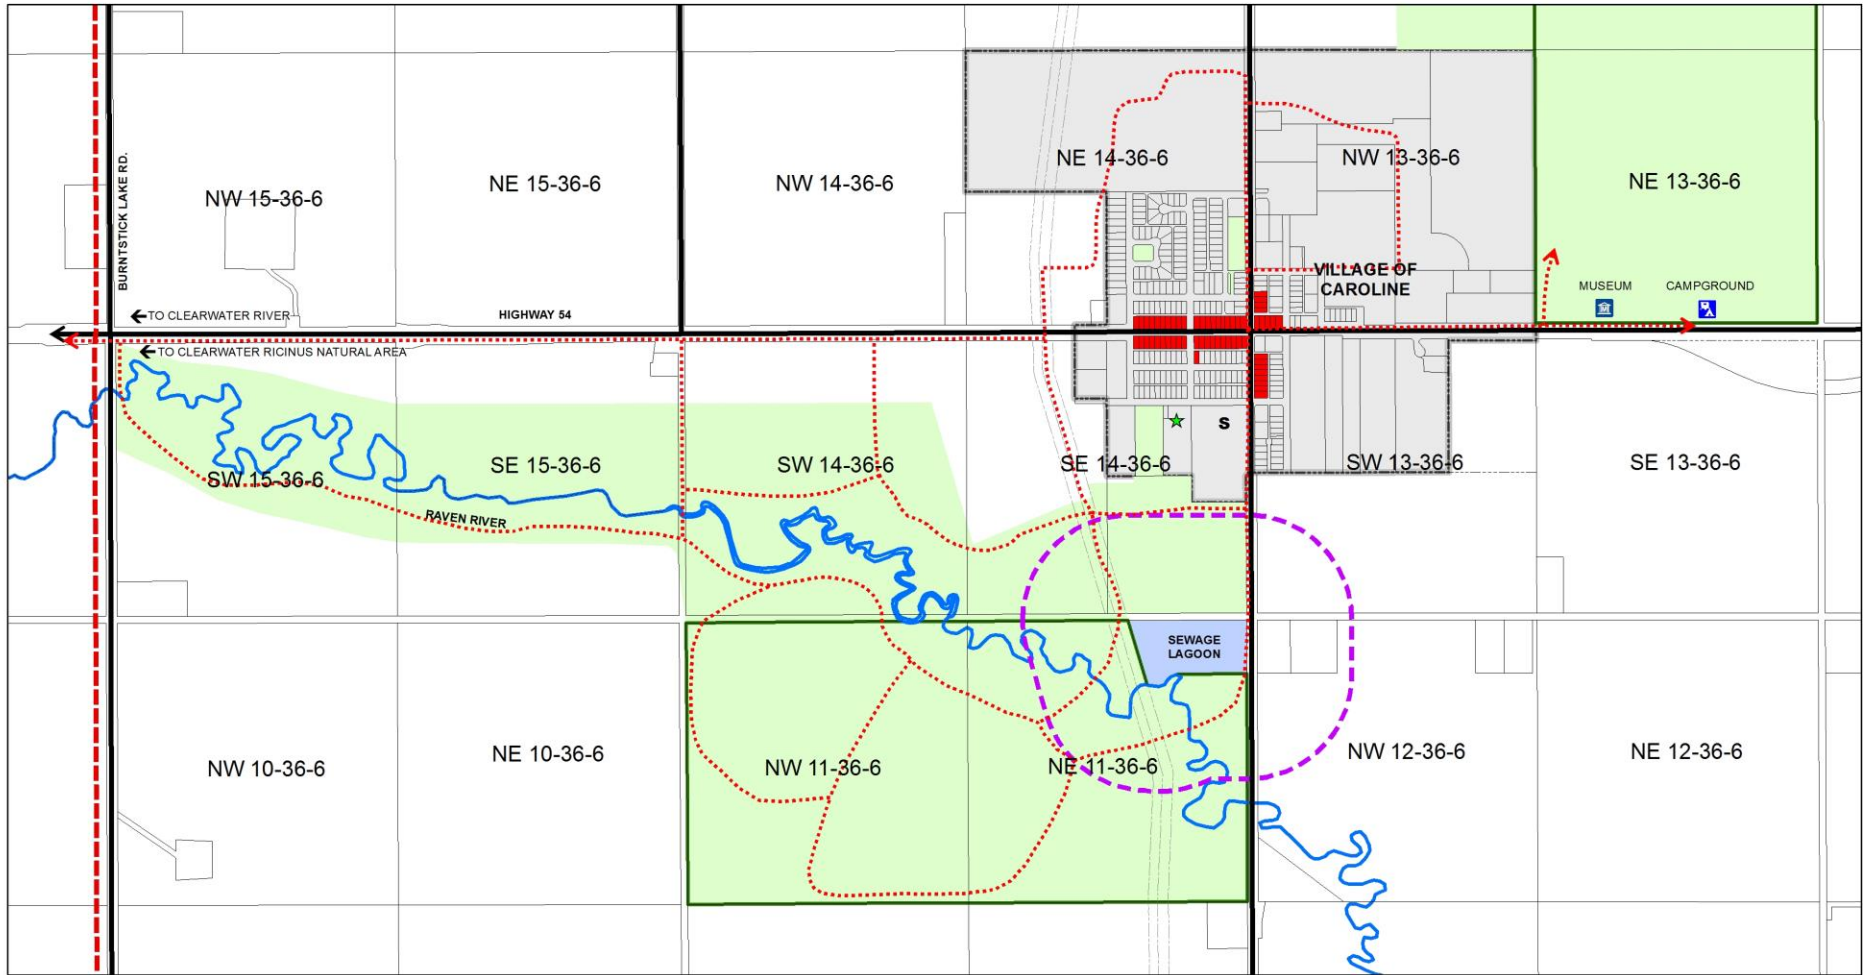 NE 14-36-6
NW 13-36-6
NW 15-36-6
NE 15-36-6
NW 14-36-6
NE 13-36-6
BURNTSTICK LAKE RD.
VILLAGE OF
CAROLINE
MUSEUM
CAMPGROUND
TO CLEARWATER RIVER
HIGHWAY 54
TO CLEARWATER RICINUS NATURAL AREA
S
SW 15-36-6
SE 15-36-6
SW 14-36-6
SE 14-36-6
SW 13-36-6
SE 13-36-6
RAVEN RIVER
SEWAGE
LAGOON
NW 10-36-6
NE 10-36-6
NW 11-36-6
NE 11-36-6
NW 12-36-6
NE 12-36-6